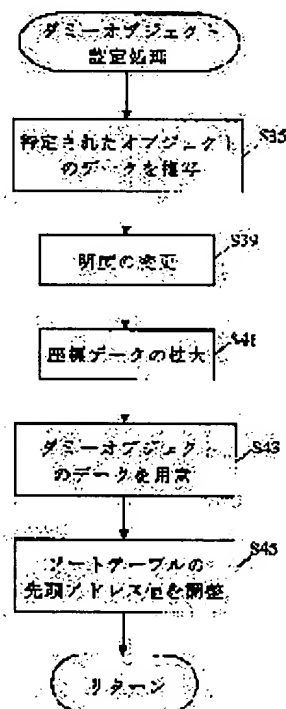 ダミーオブジェクト
設定処理
特定されたオブジェクト
のデータを複写
S35
明度の変更
S39
座標データの拡大
S41
ダミーオブジェクト
のデータを用意
S43
ソートテーブルの
先頭アドレス値を調整
S45
リターン